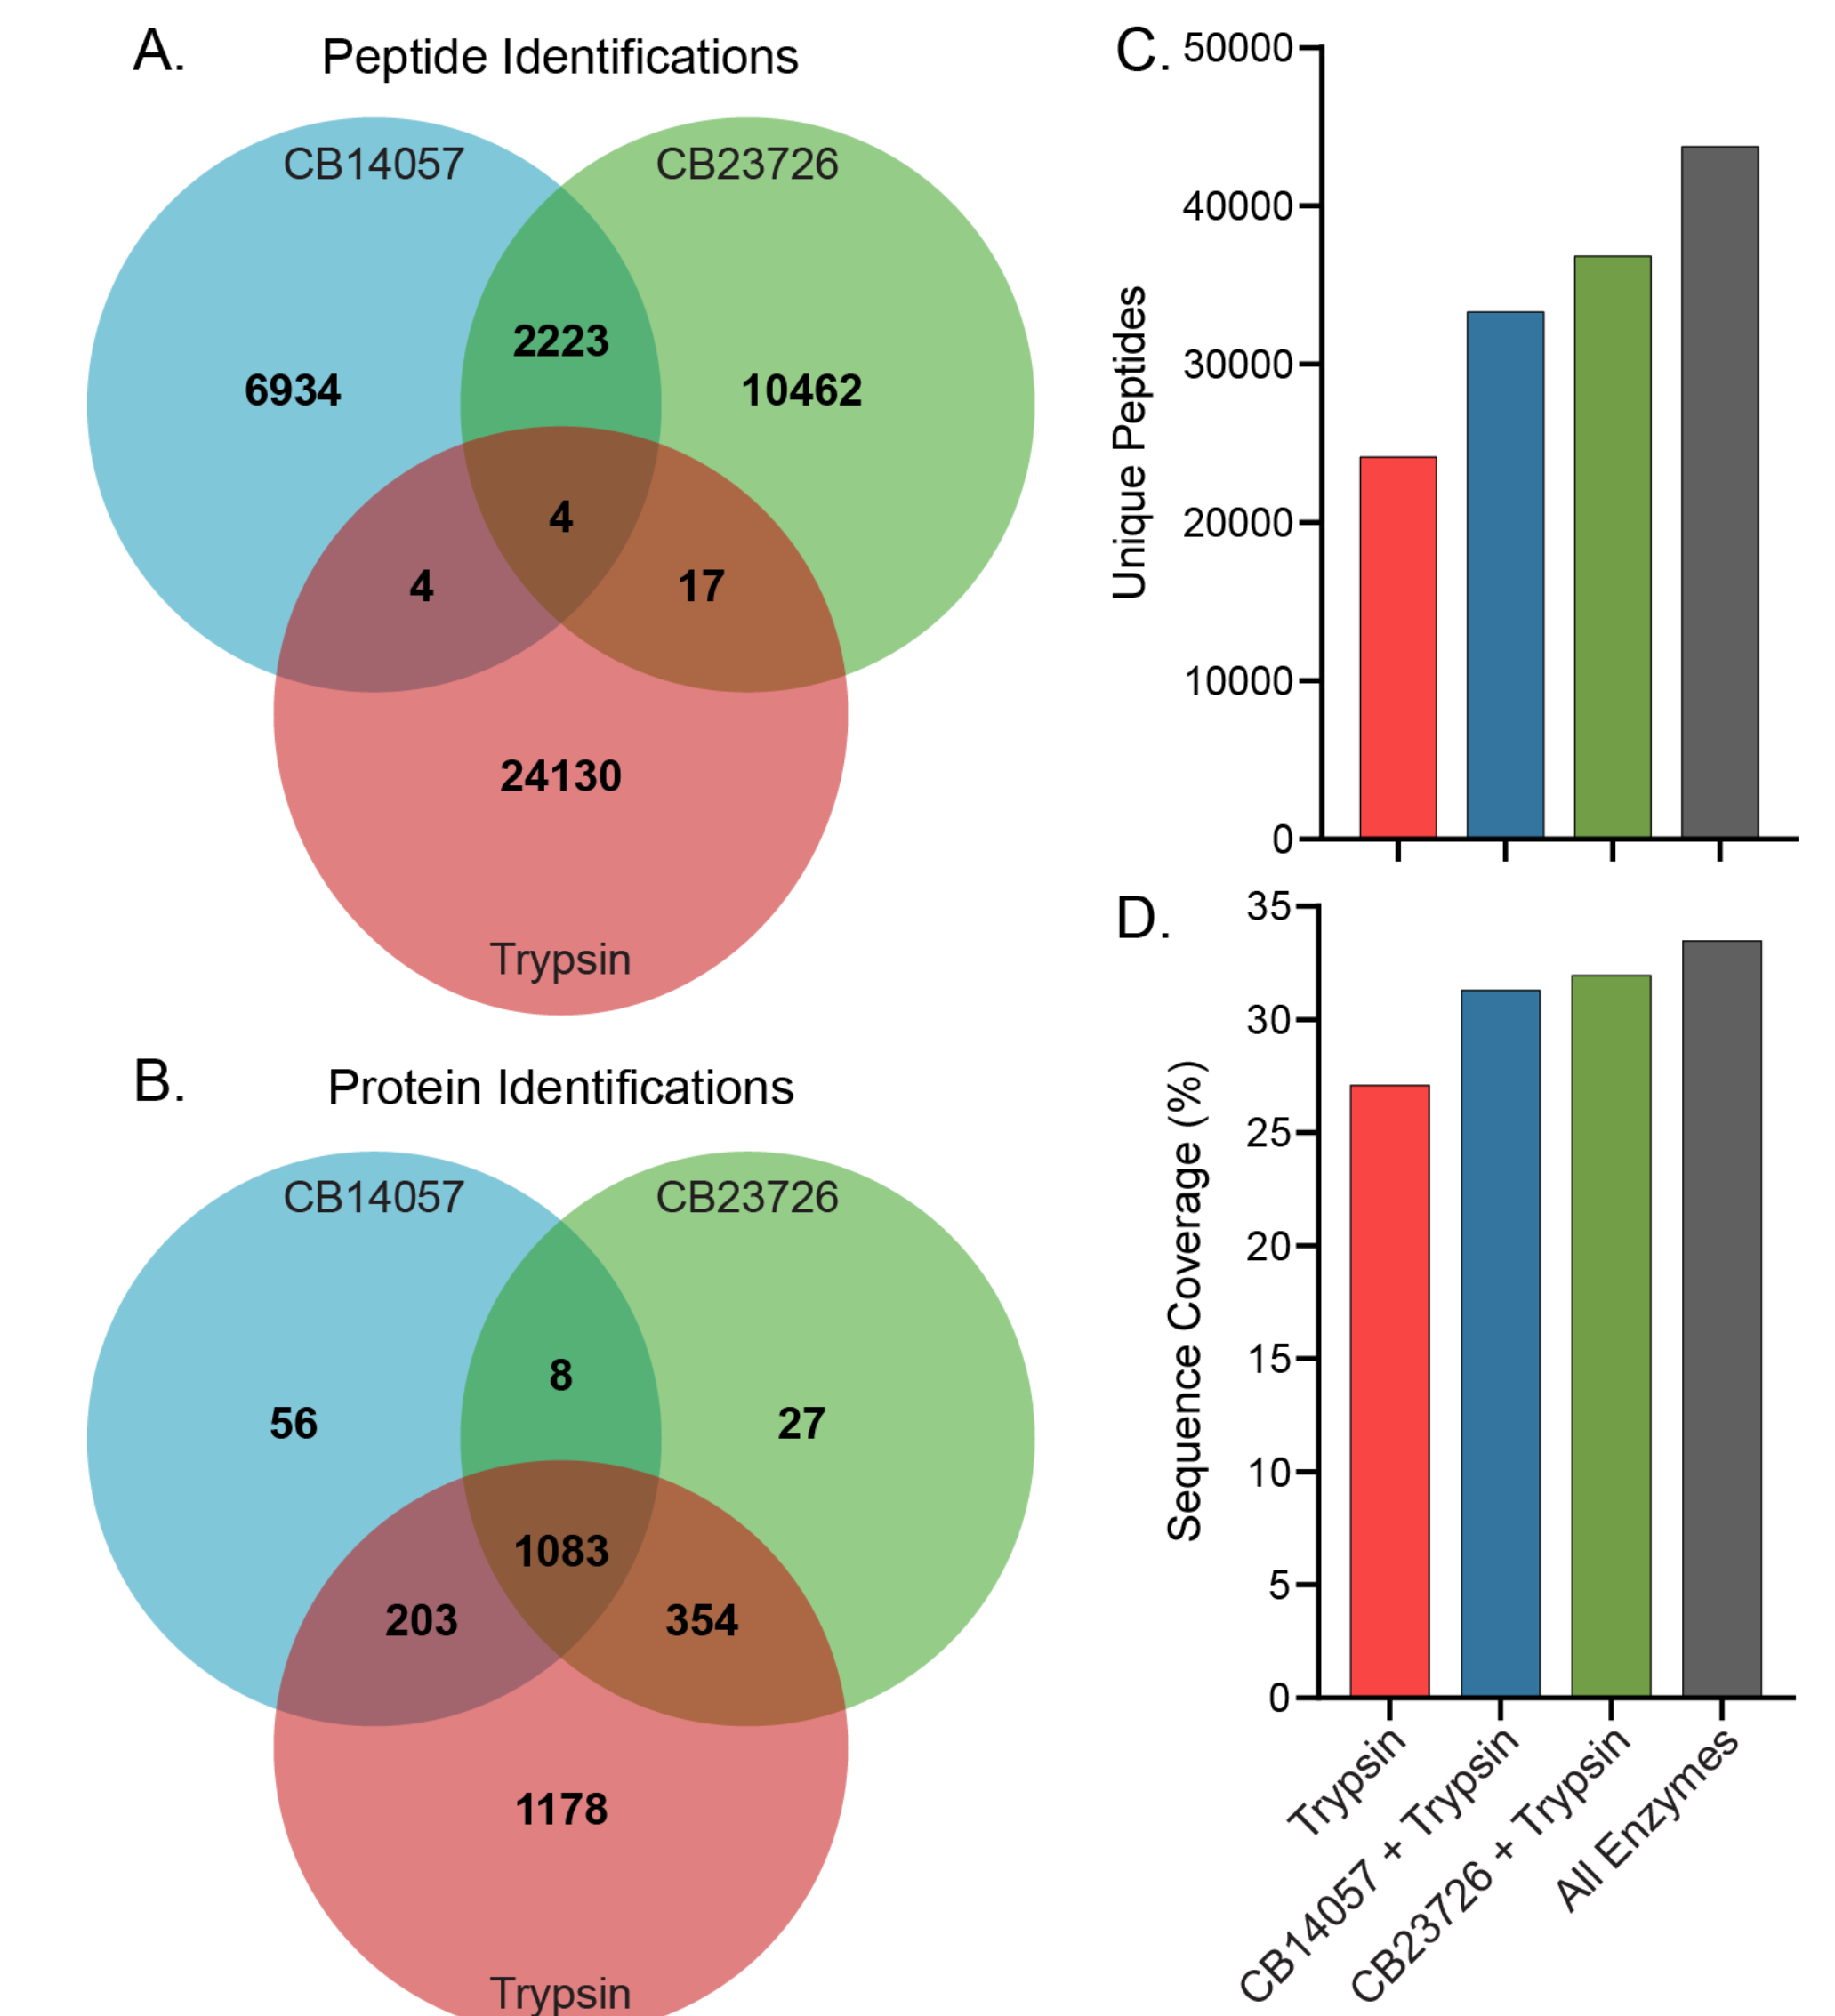 A.
Peptide Identifications
CB14057
CB23726
2223
6934
10462
4
4
17
24130
Trypsin
B.
Protein Identifications
CB14057
CB23726
8
56
27
1083
203
354
1178
Trypsin
C.
50000
40000
30000
20000
10000
0
Unique Peptides
D.
35
30
25
20
15
10
5
0
Sequence Coverage (%)
Trypsin
CB14057 + Trypsin
CB23726 + Trypsin
All Enzymes